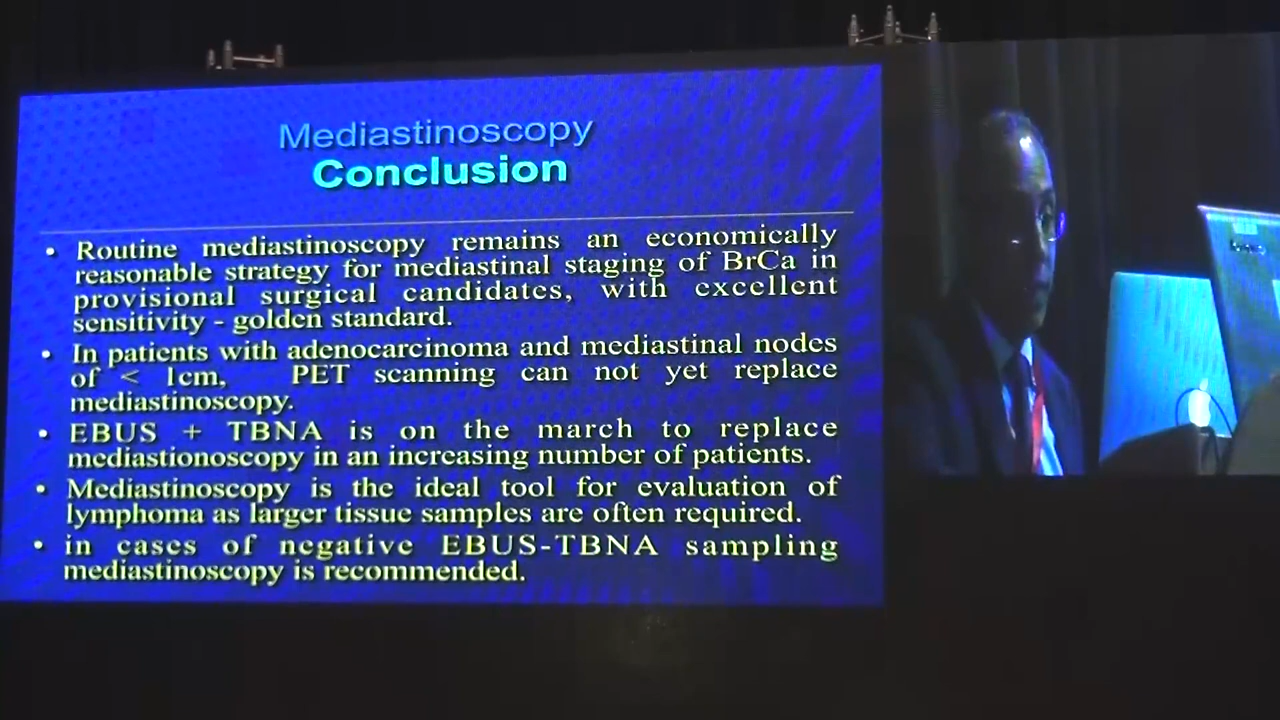 Mediastinoscopy
Conclusion
• Routine mediastinoscopy remains an economically
reasonable strategy for mediastinal staging of BrCa in
provisional surgical candidates, with excellent
sensitivity - golden standard.
• In patients with adenocarcinoma and mediastinal nodes
of < 1cm, PET scanning can not yet replace
mediastinoscopy.
• EBUS + TBNA is on the march to replace
mediastionoscopy in an increasing number of patients.
• Mediastinoscopy is the ideal tool for evaluation of
lymphoma as larger tissue samples are often required.
• in cases of negative EBUS-TBNA sampling
mediastinoscopy is recommended.